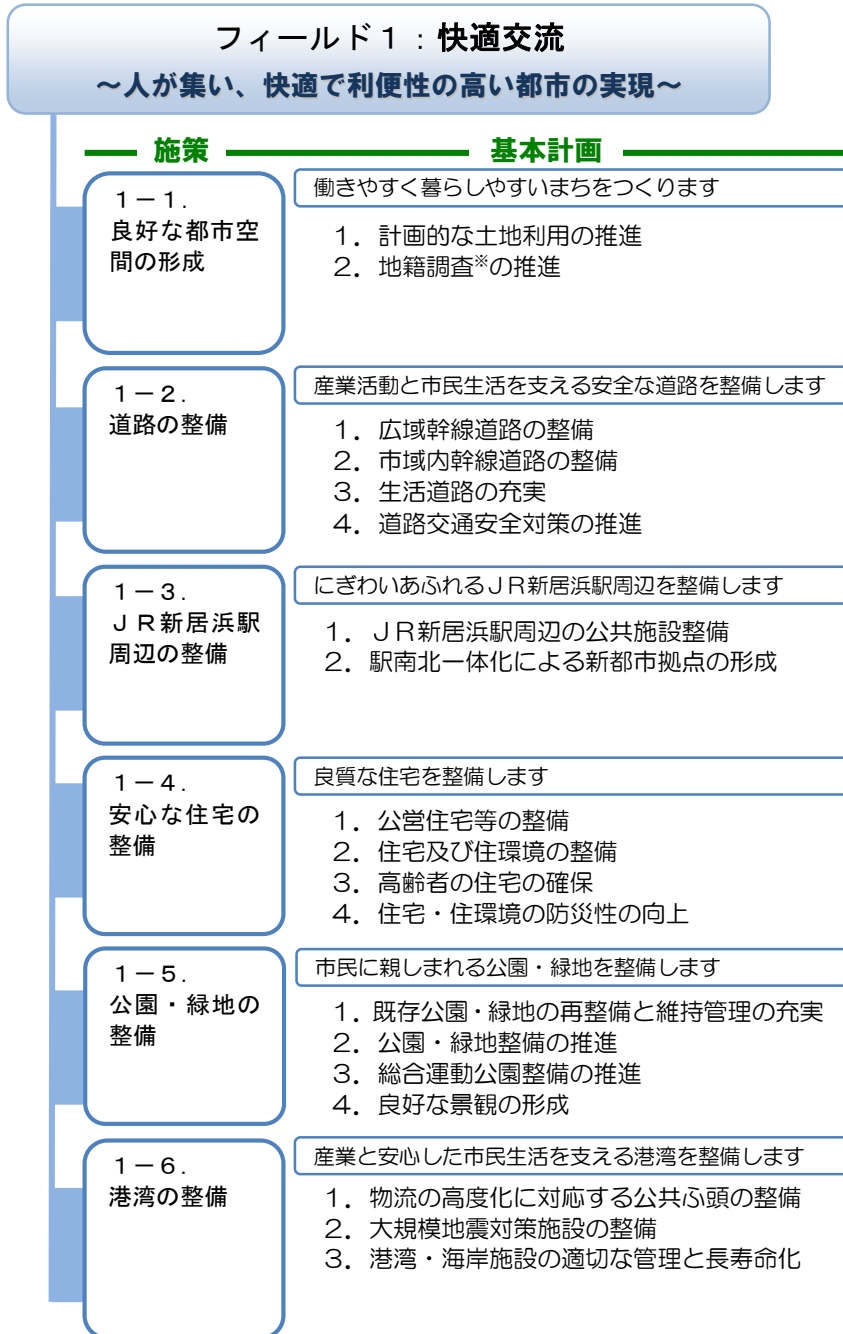 フィールド１：快適交流
～人が集い、快適で利便性の高い都市の実現～
施策
基本計画
１－１．
良好な都市空
間の形成
働きやすく暮らしやすいまちをつくります
１．計画的な土地利用の推進
２．地籍調査※の推進
１－２．
道路の整備
産業活動と市民生活を支える安全な道路を整備します
１．広域幹線道路の整備
２．市域内幹線道路の整備
３．生活道路の充実
４．道路交通安全対策の推進
１－３．
ＪＲ新居浜駅
周辺の整備
にぎわいあふれるＪＲ新居浜駅周辺を整備します
１．ＪＲ新居浜駅周辺の公共施設整備
２．駅南北一体化による新都市拠点の形成
１－４．
安心な住宅の
整備
良質な住宅を整備します
１．公営住宅等の整備
２．住宅及び住環境の整備
３．高齢者の住宅の確保
４．住宅・住環境の防災性の向上
１－５．
公園・緑地の
整備
市民に親しまれる公園・緑地を整備します
１．既存公園・緑地の再整備と維持管理の充実
２．公園・緑地整備の推進
３．総合運動公園整備の推進
４．良好な景観の形成
１－６．
港湾の整備
産業と安心した市民生活を支える港湾を整備します
１．物流の高度化に対応する公共ふ頭の整備
２．大規模地震対策施設の整備
３．港湾・海岸施設の適切な管理と長寿命化